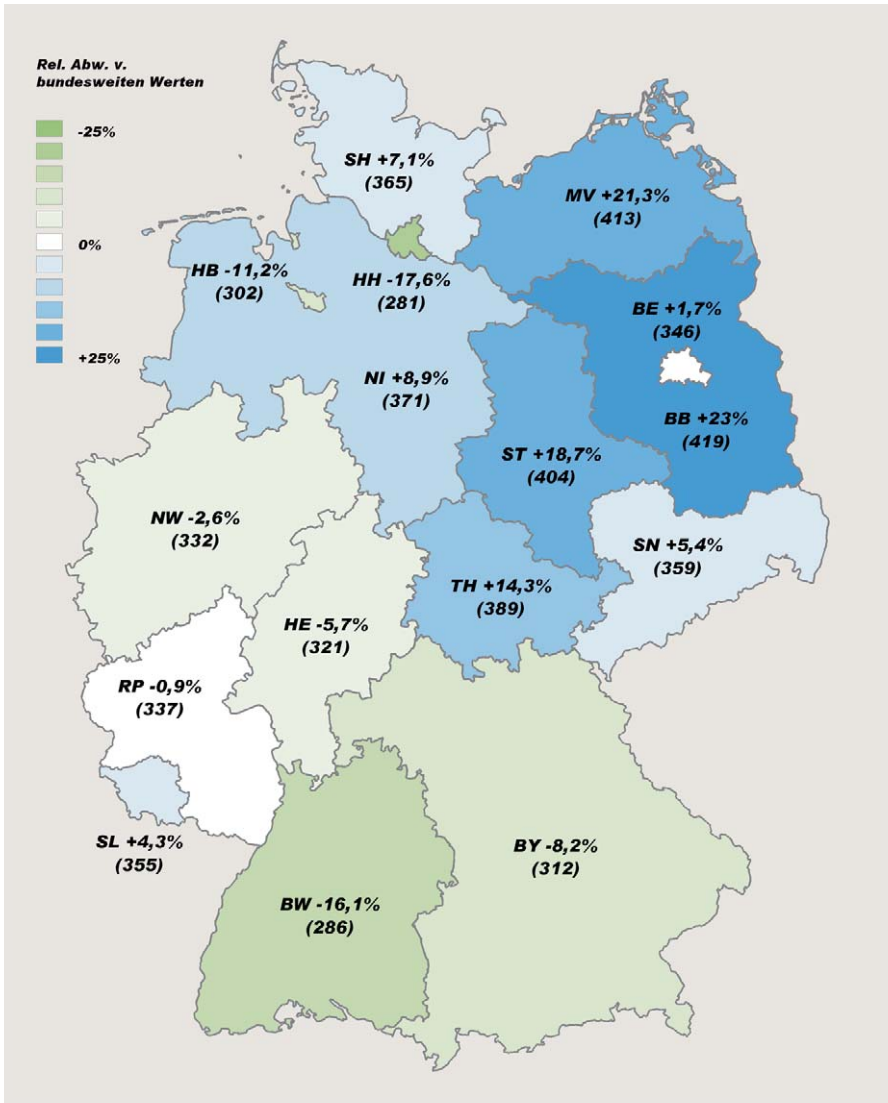 Rel. Abw. v.
bundesweiten Werten
-25%
0%
+25%
SH +7,1%
(365)
MV +21,3%
(413)
HB -11,2%
(302)
HH -17,6%
(281)
BE +1,7%
(346)
NI +8,9%
(371)
BB +23%
(419)
ST +18,7%
(404)
NW -2,6%
(332)
SN +5,4%
(359)
TH +14,3%
(389)
HE -5,7%
(321)
RP -0,9%
(337)
SL +4,3%
(355)
BY -8,2%
(312)
BW -16,1%
(286)